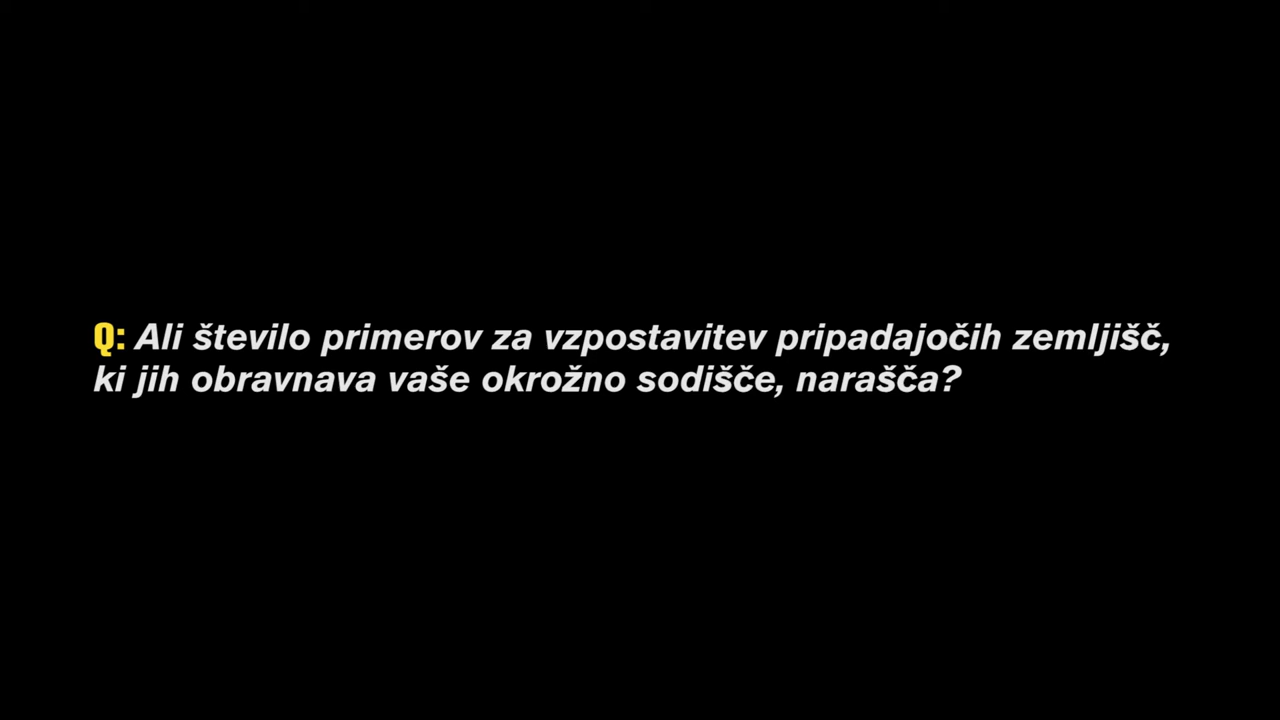 Q: Ali število primerov za vzpostavitev pripadajočih zemljišč,
ki jih obravnava vaše okrožno sodišče, narašča?